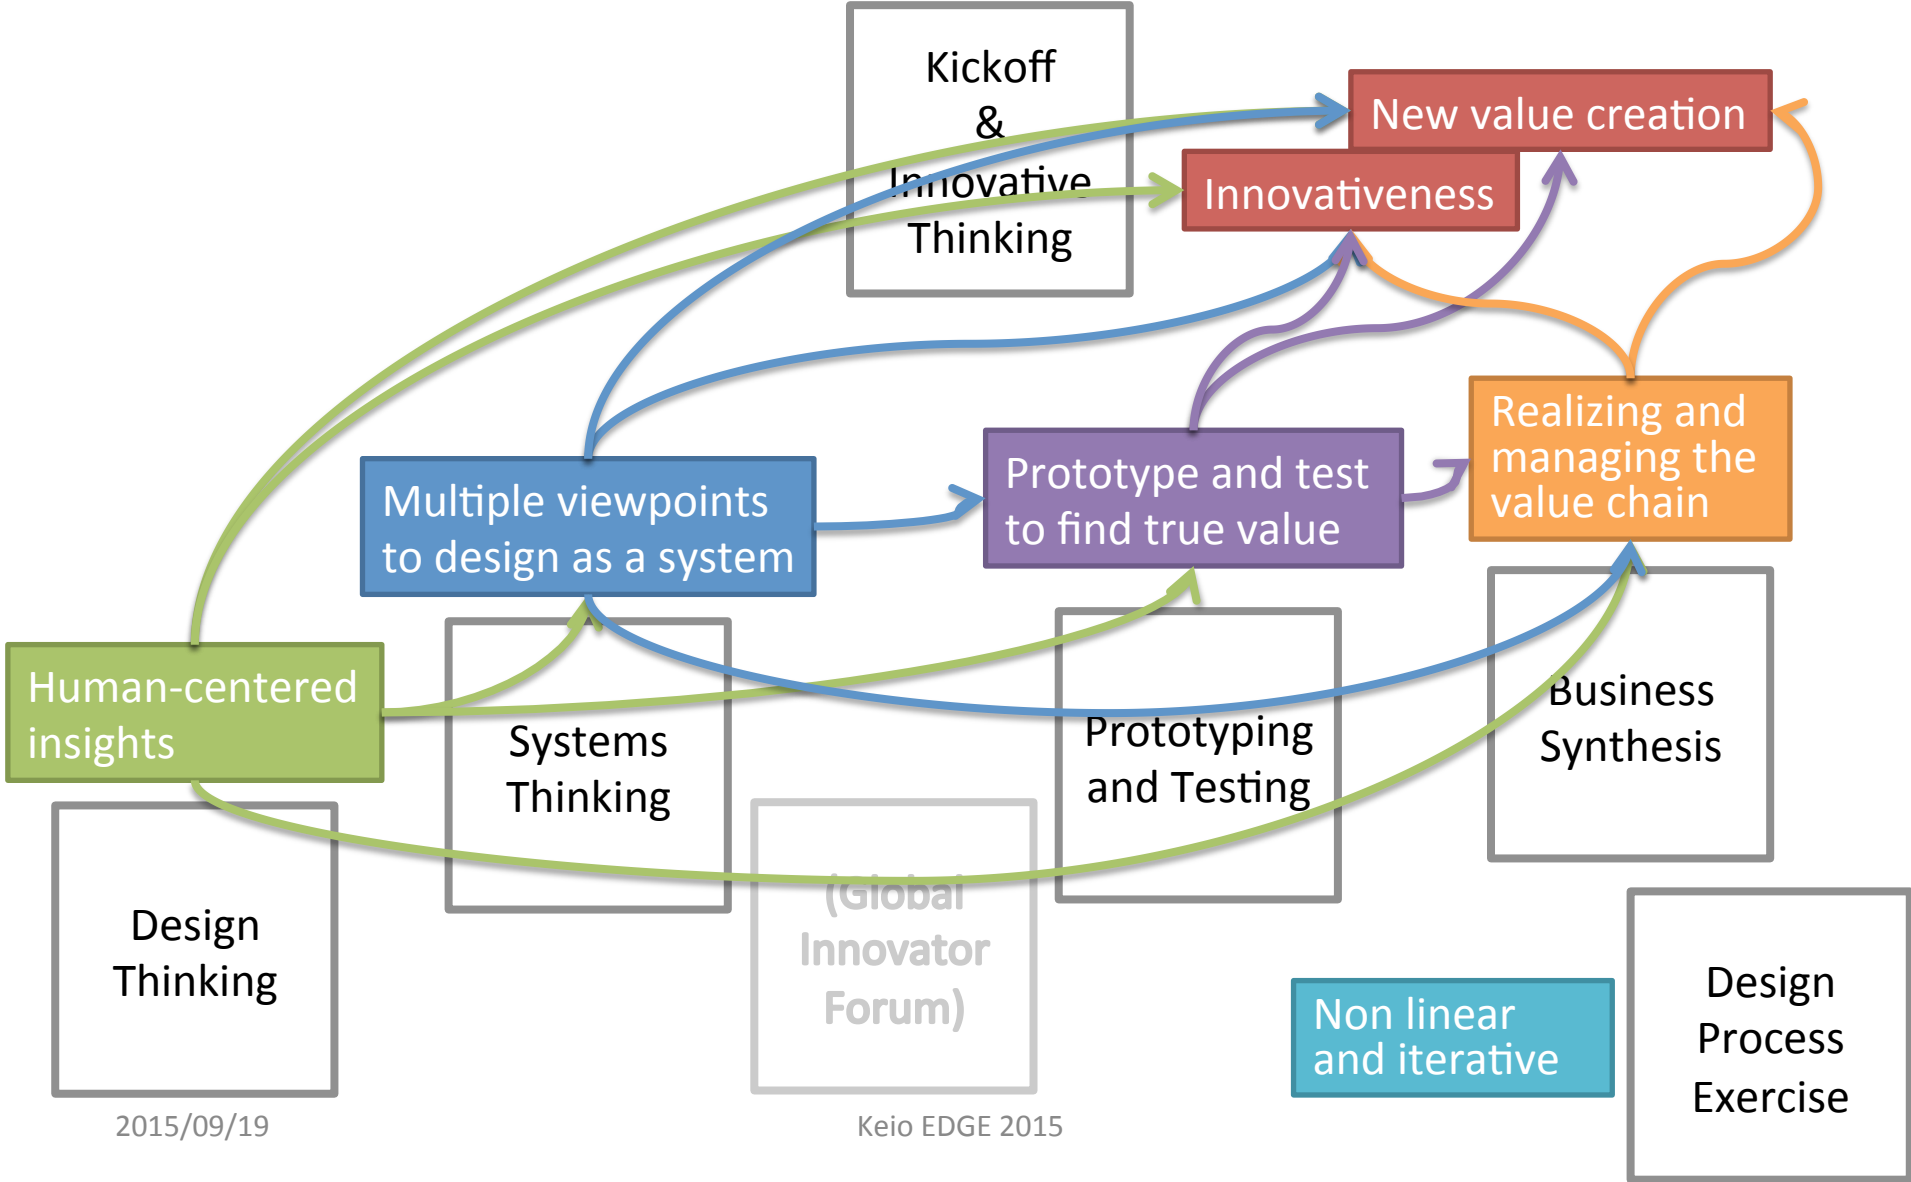 Kickoff
&
Innovative
Thinking
New value creation
Innovativeness
Realizing and
managing the
value chain
Prototype and test
to find true value
Multiple viewpoints
to design as a system
Human-centered
insights
Systems
Thinking
Prototyping
and Testing
Business
Synthesis
Design
Thinking
(Global
Innovator
Forum)
Non linear
and iterative
Design
Process
Exercise
2015/09/19
Keio EDGE 2015